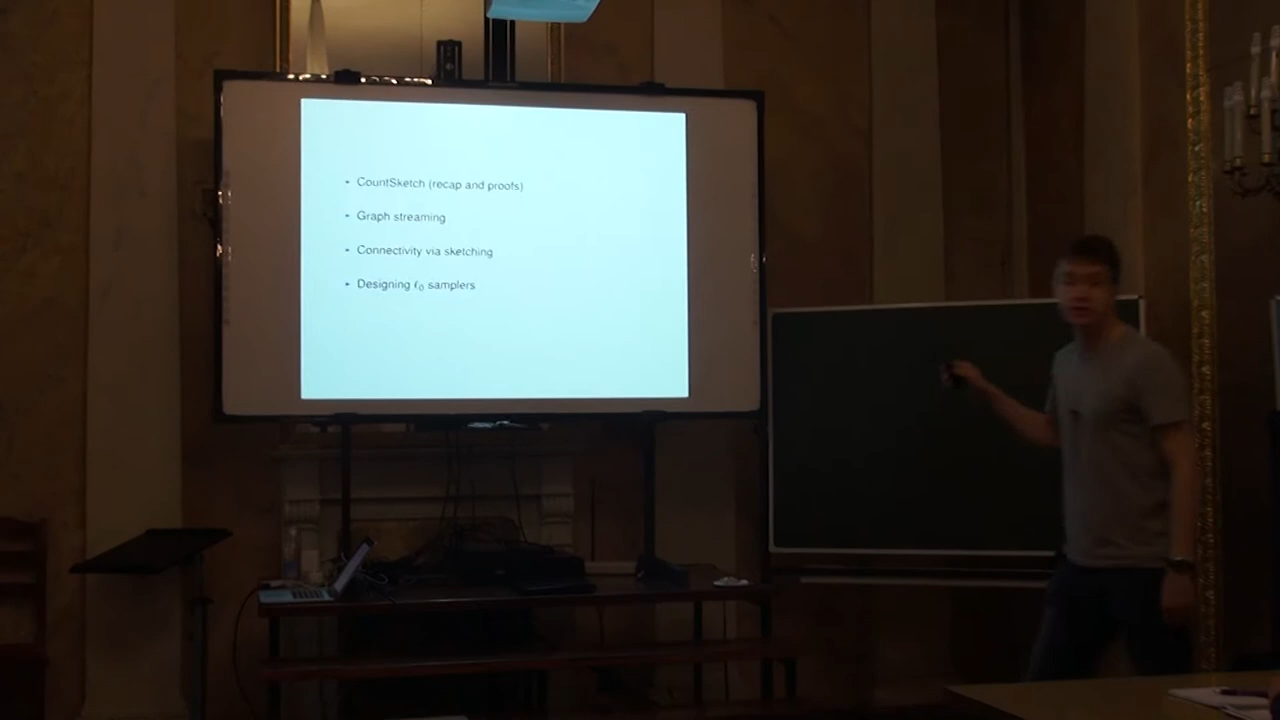 - CountSketch (recap and proofs)
- Graph streaming
- Connectivity via sketching
- Designing ℓ₀ samplers